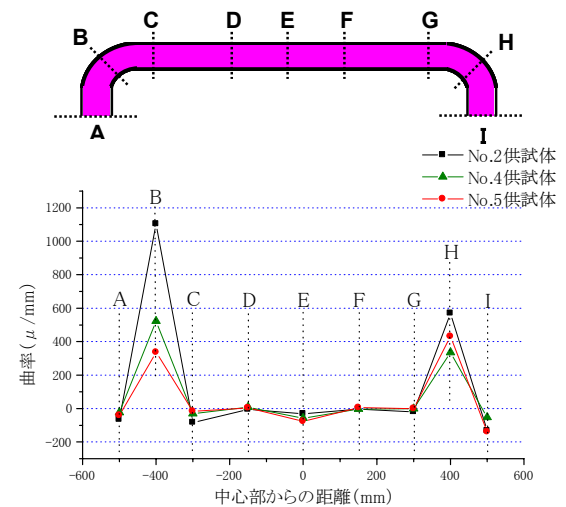 B C D E F G H
A I
No.2供試体
No.4供試体
No.5供試体
1200
1000
800
600
400
200
0
-200
曲率(μ/mm)
A B C D E F G H I
-600 -400 -200 0 200 400 600
中心部からの距離(mm)